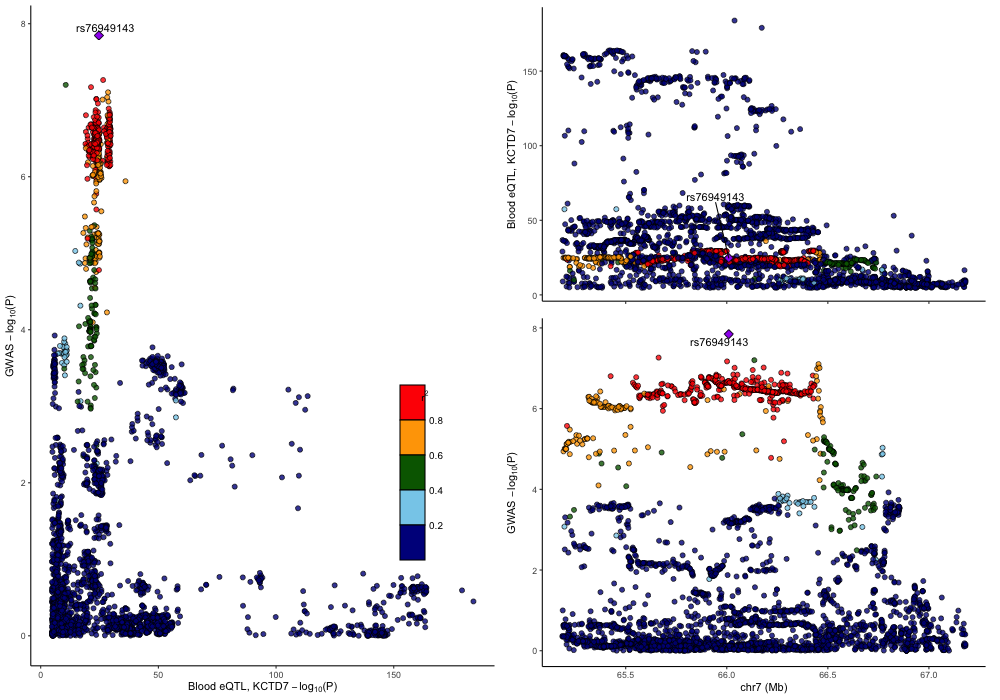 rs76949143
8
6
4
2
0
GWAS − log10(P)
0
50
100
150
Blood eQTL, KCTD7 − log10(P)
r2
0.8
0.6
0.4
0.2
150
100
50
0
Blood eQTL, KCTD7 − log10(P)
rs76949143
8
6
4
2
0
GWAS − log10(P)
rs76949143
65.5
66.0
66.5
67.0
chr7 (Mb)